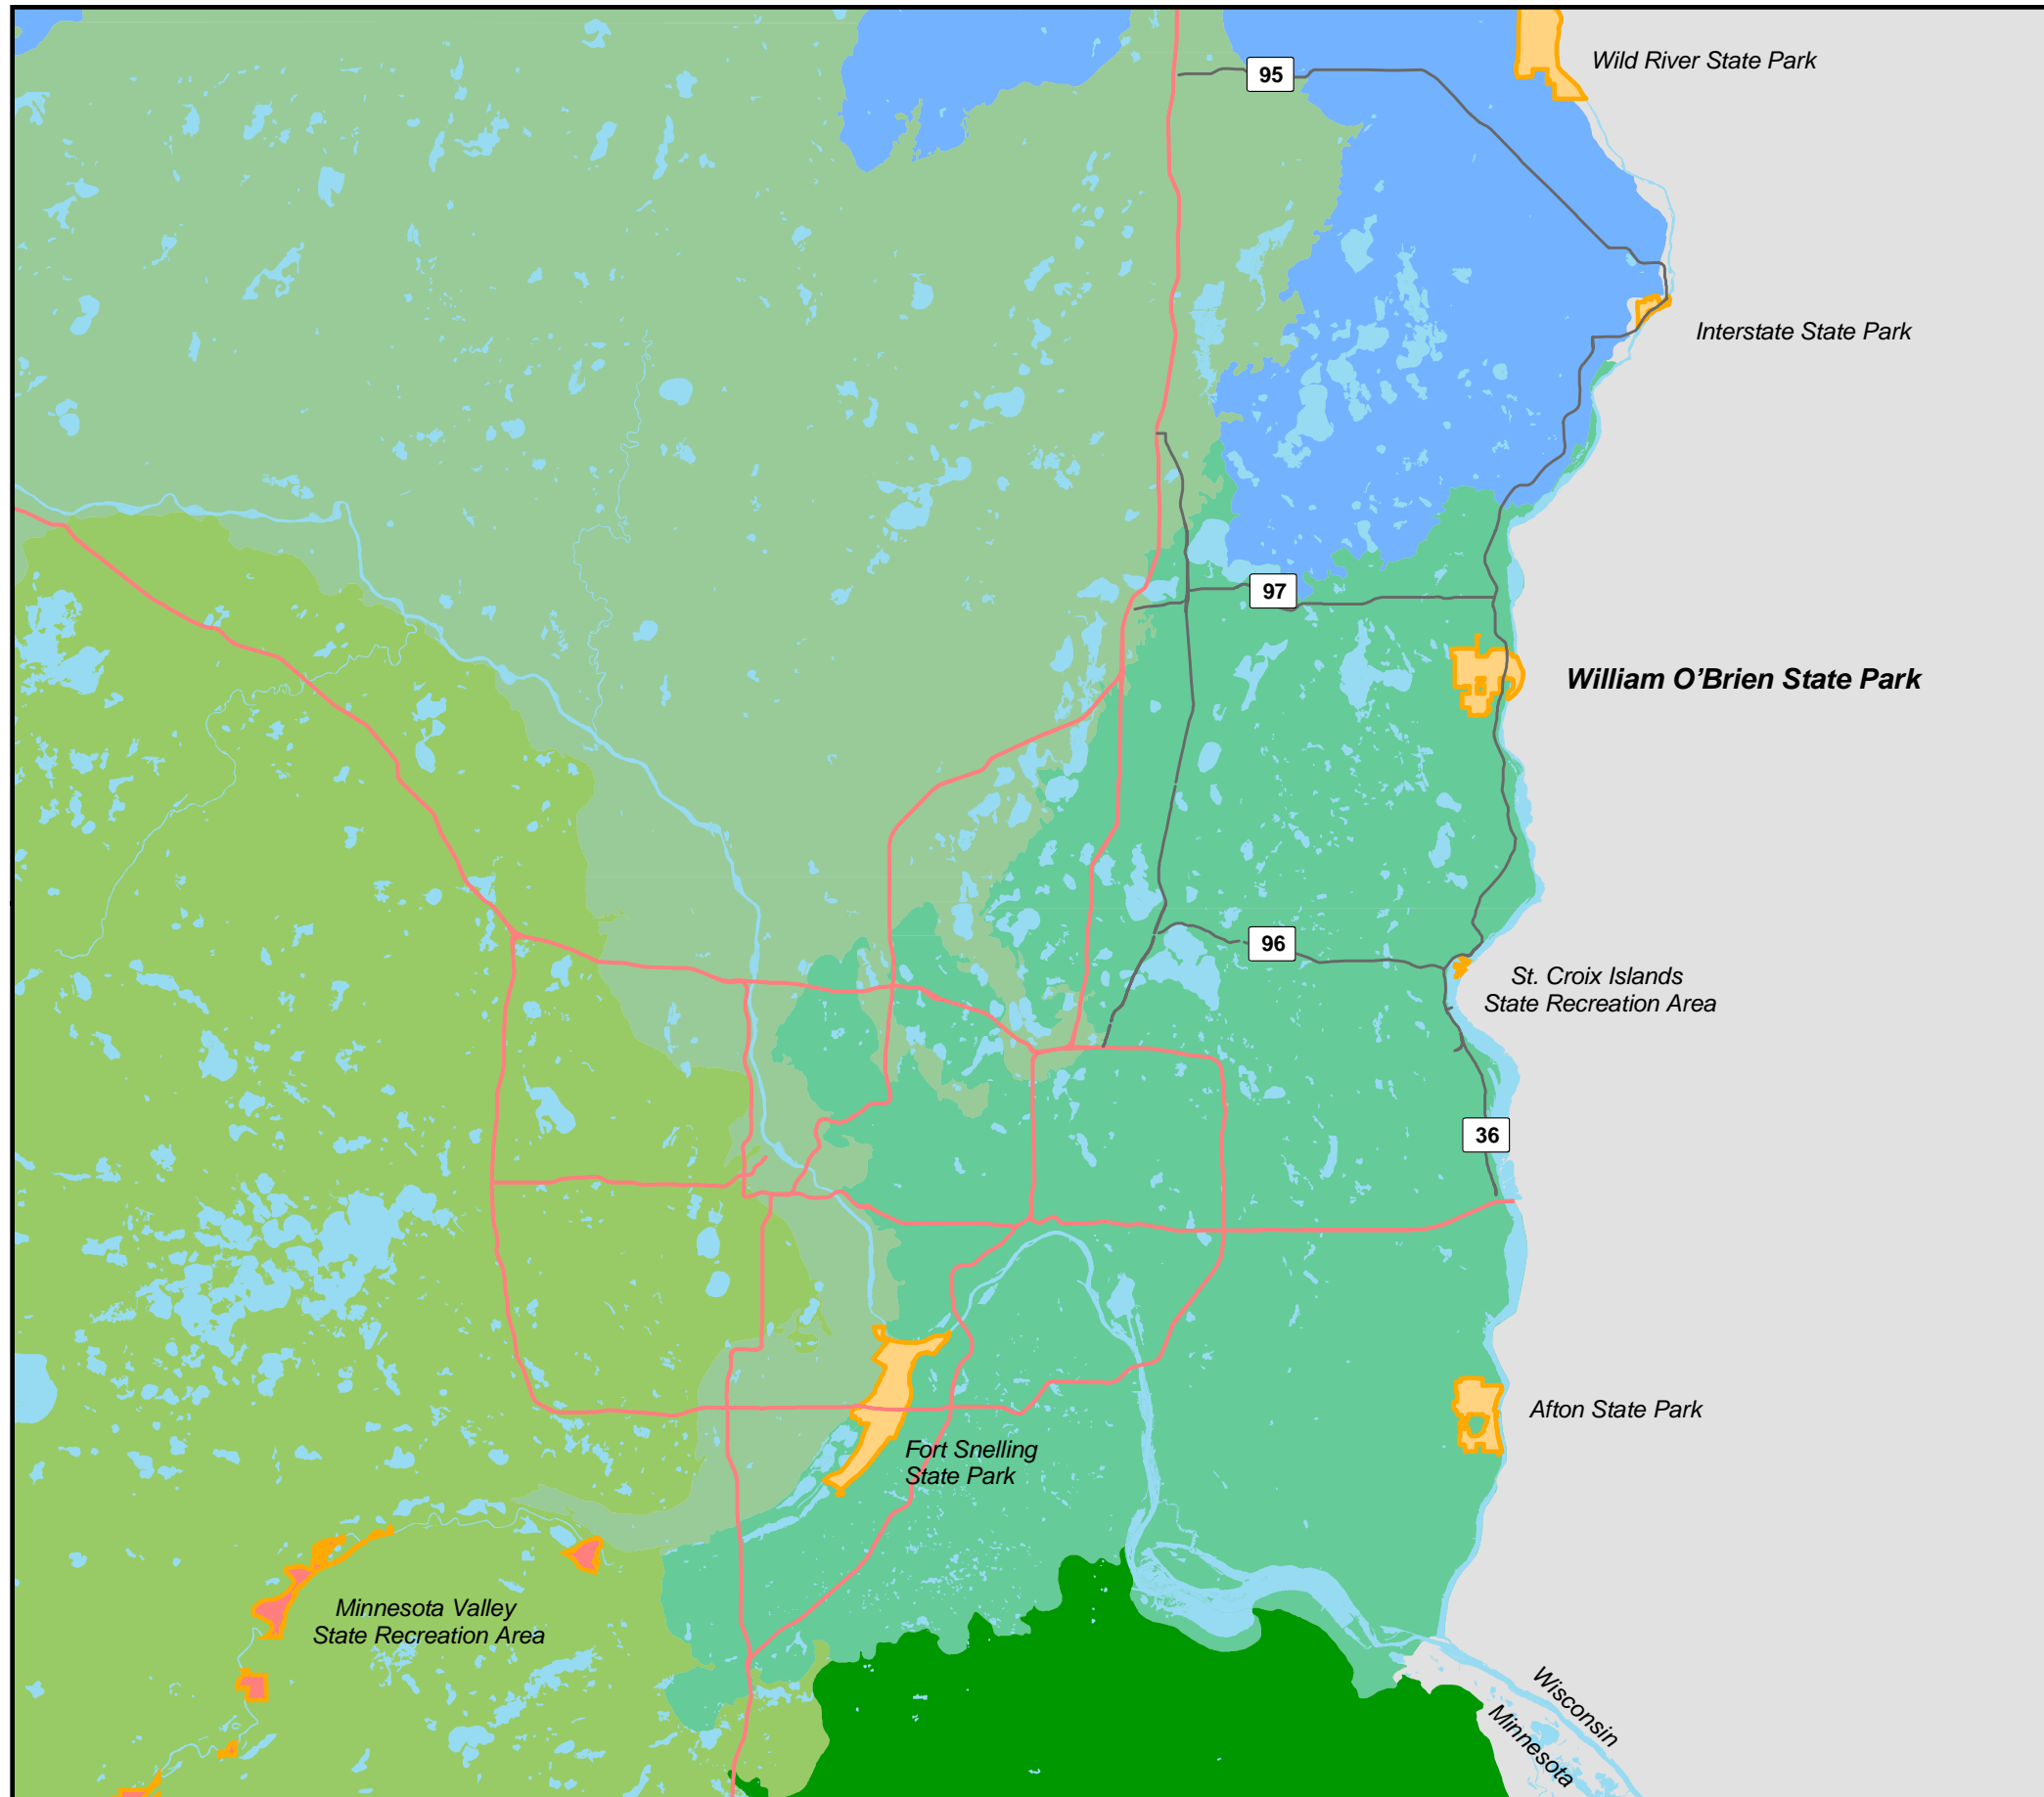 95
Wild River State Park
Interstate State Park
97
William O’Brien State Park
96
St. Croix Islands
State Recreation Area
36
Afton State Park
Fort Snelling
State Park
Minnesota Valley
State Recreation Area
Wisconsin
Minnesota